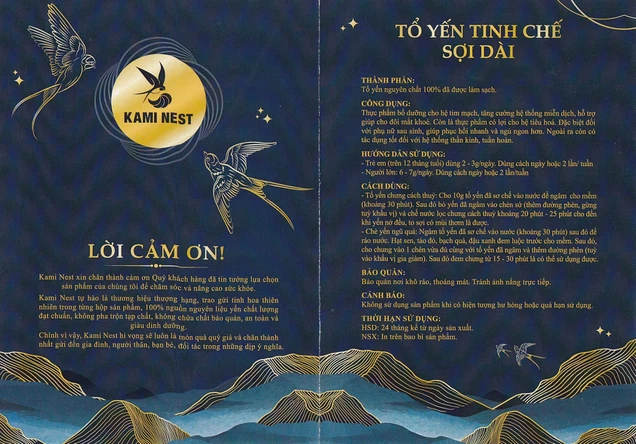 KAMI NEST
LỜI CẢM ƠN!
Kami Nest xin chân thành cảm ơn Quý khách hàng đã tin tưởng lựa chọn
sản phẩm của chúng tôi để chăm sóc và nâng cao sức khỏe.
Kami Nest tự hào là thương hiệu thượng hạng, trao gửi tinh hoa thiên
nhiên trong từng hộp sản phẩm, 100% nguồn nguyên liệu yến chất lượng
đạt chuẩn, không pha trộn tạp chất, không chứa chất bảo quản, an toàn và
giàu dinh dưỡng.
Chính vì vậy, Kami Nest hi vọng sẽ luôn là món quà quý giá và chân thành
nhất gửi đến gia đình, người thân, bạn bè, đối tác trong những dịp ý nghĩa.
TỔ YẾN TINH CHẾ
SỢI DÀI
THÀNH PHẦN:
Tổ yến nguyên chất 100% đã được làm sạch.
CÔNG DỤNG:
Thực phẩm bổ dưỡng cho hệ tim mạch, tăng cường hệ thống miễn dịch, hỗ trợ
giúp cho đôi mắt khoẻ. Còn là thực phẩm có lợi cho hệ tiêu hoá. Đặc biệt đối
với phụ nữ sau sinh, giúp phục hồi nhanh và ngủ ngon hơn. Ngoài ra còn có
tác dụng tốt đối với hệ thống thần kinh, tuần hoàn.
HƯỚNG DẪN SỬ DỤNG:
- Trẻ em (trên 12 tháng tuổi) dùng 2 - 3g/ngày. Dùng cách ngày hoặc 2 lần/ tuần
- Người lớn: 6 - 7g/ngày. Dùng cách ngày hoặc 2 lần/tuần
CÁCH DÙNG:
- Tổ yến chưng cách thuỷ: Cho 10g tổ yến đã sơ chế vào nước để ngâm cho mềm
(khoảng 30 phút). Sau đó bỏ yến đã ngâm vào chén sứ (thêm đường phèn, gừng
tuỳ khẩu vị) và chế nước lọc chưng cách thuỷ khoảng 20 phút - 25 phút cho đến
khi yến nở đều, to sợi có mùi thơm là được.
- Chè yến ngũ quả: Ngâm tổ yến đã sơ chế vào nước (khoảng 30 phút) sau đó để
ráo nước. Hạt sen, táo đỏ, bạch quả, đậu xanh đem luộc trước cho mềm. Sau đó,
cho chung vào 1 chén vừa đủ cùng với tổ yến đã ngâm và thêm đường phèn (tuỳ
vào khẩu vị gia giảm). Sau đó đem chưng từ 15 - 30 phút là có thể sử dụng được.
BẢO QUẢN:
Bảo quản nơi khô ráo, thoáng mát. Tránh ánh nắng trực tiếp.
CẢNH BÁO:
Không sử dụng sản phẩm khi có hiện tượng hư hỏng hoặc quá hạn sử dụng.
THỜI HẠN SỬ DỤNG:
HSD: 24 tháng kể từ ngày sản xuất.
NSX: In trên bao bì sản phẩm.